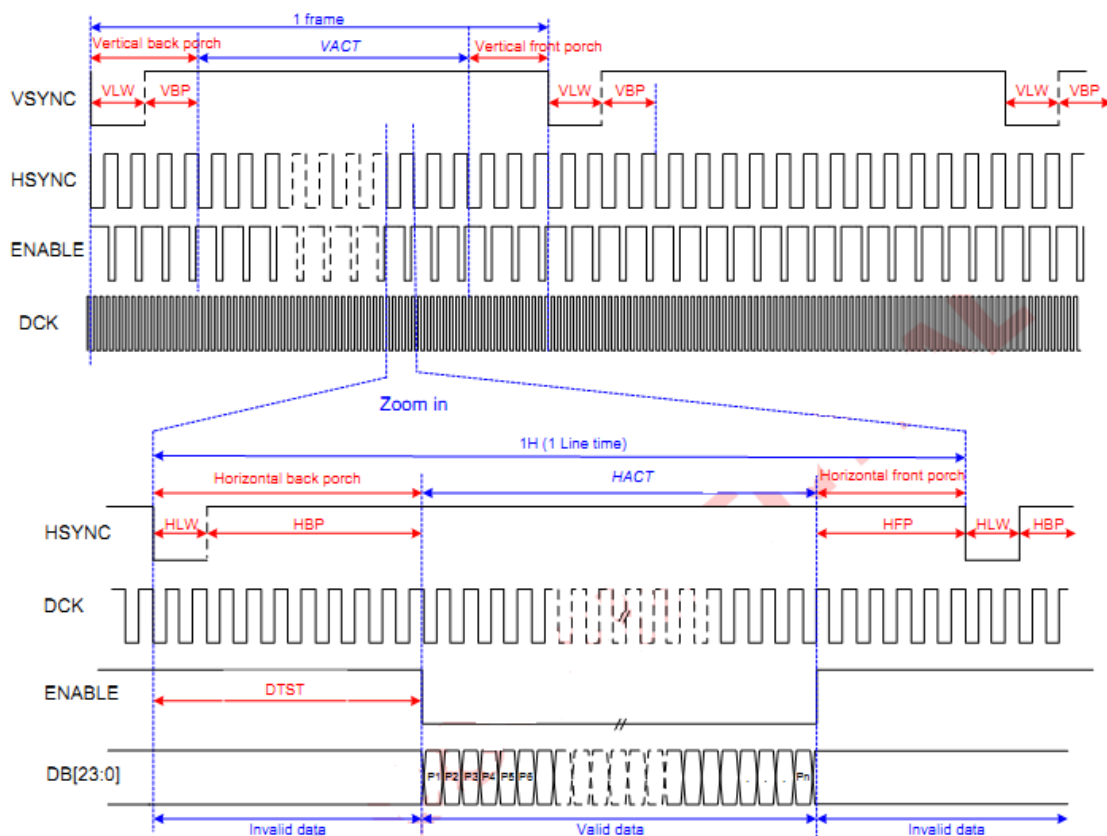 1 frame
Vertical back porch VACT Vertical front porch
VSYNC VLW VBP VLW VBP VLW VBP
HSYNC
ENABLE
DCK
Zoom in
1H (1 Line time)
Horizontal back porch HACT Horizontal front porch
HSYNC HLW HBP HFP HLW HBP
DCK //
ENABLE DTST //
DB[23:0] P1 P2 P3 P4 P5 P6 . . . Pn
Invalid data Valid data Invalid data